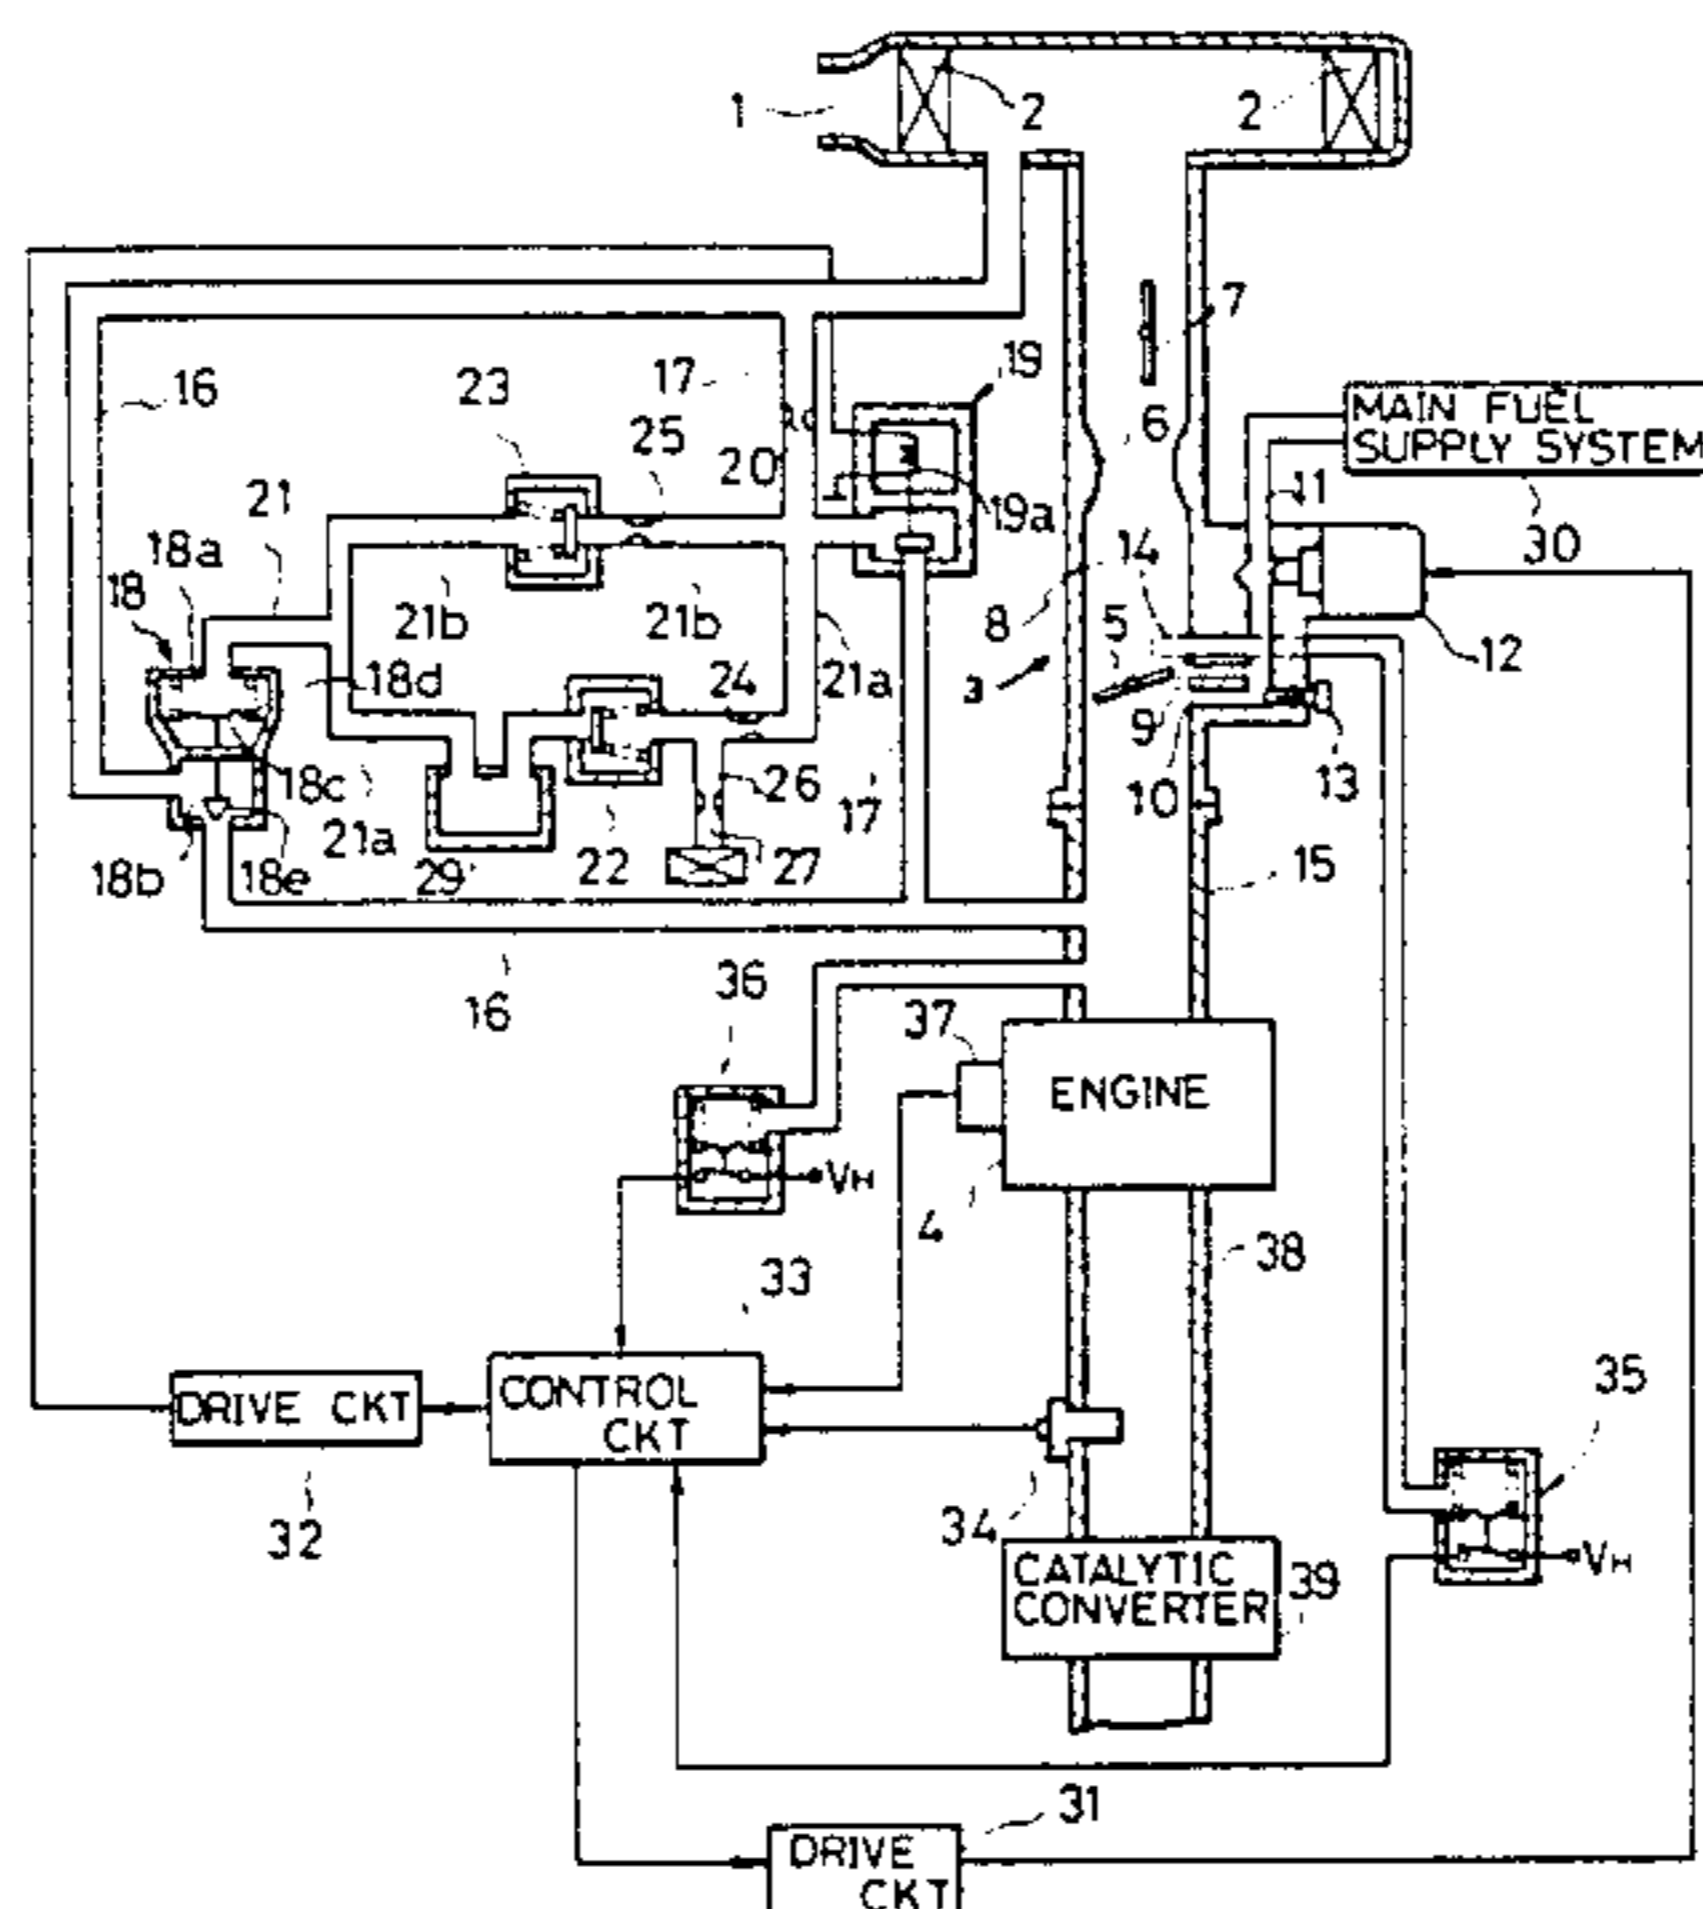 1
2
2
7
16
23
17
19
25
6
MAIN FUEL
SUPPLY SYSTEM
20
21
11
19a
18a
14
30
18
21b
21b
8
5
12
18d
24
21a
3
9
18c
26
10
13
17
21a
18b
18e
29
22
27
15
16
36
37
ENGINE
VH
4
38
33
35
DRIVE CKT
CONTROL
CKT
32
34
CATALYTIC
CONVERTER
39
VH
31
DRIVE
CKT